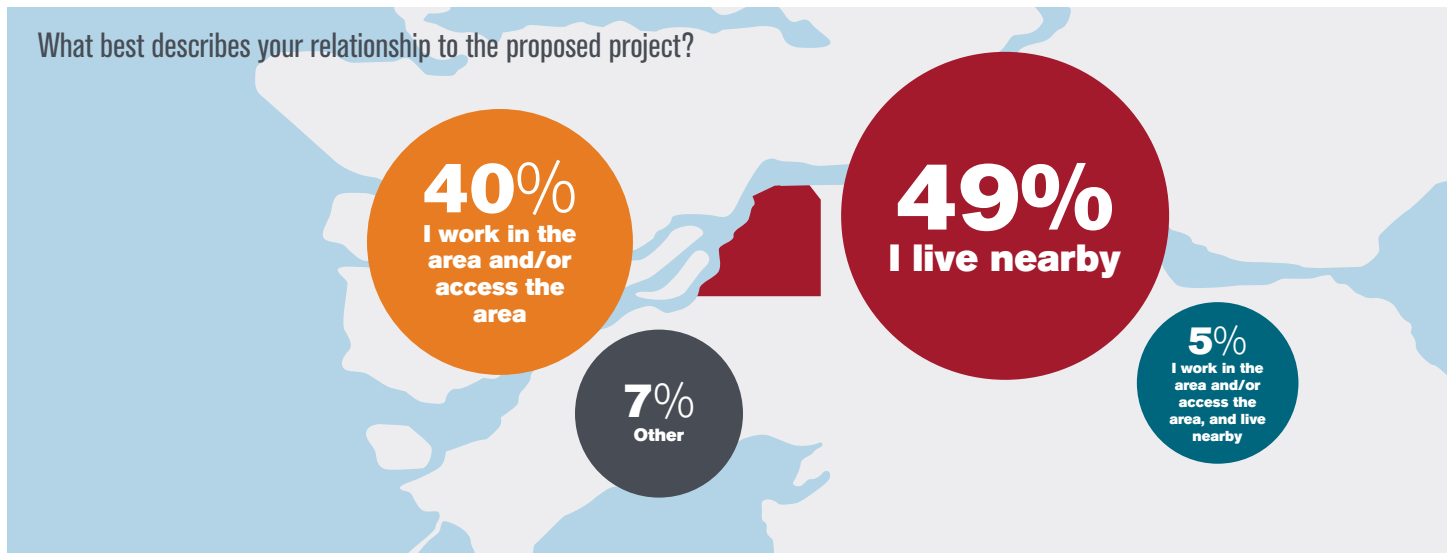 What best describes your relationship to the proposed project?
40%
I work in the
area and/or
access the
area
49%
I live nearby
7%
Other
5%
I work in the
area and/or
access the
area, and live
nearby